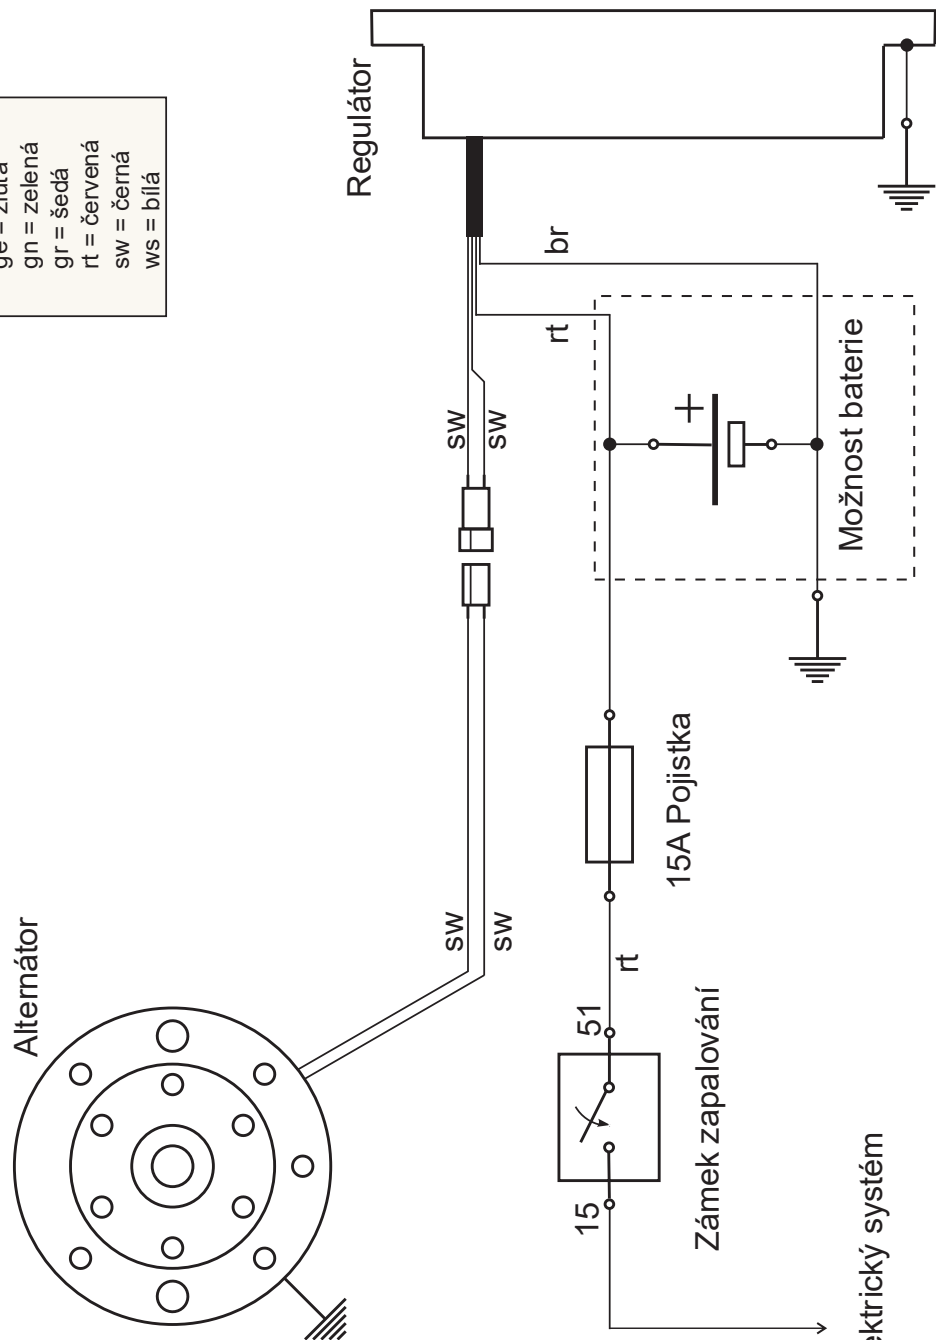 gn = zelená
gr = šedá
rt = červená
sw = černá
ws = bílá
Regulátor
br
rt
sw
sw
Možnost baterie
+
15A Pojistka
sw
sw
rt
Alternátor
51
15
Zámek zapalování
systém